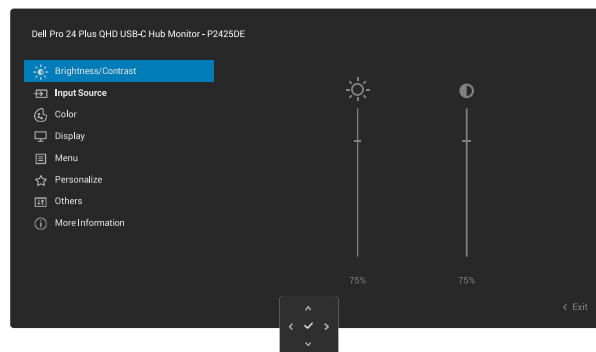 Dell Pro 24 Plus QHD USB-C Hub Monitor - P2425DE
Brightness/Contrast
Input Source
Color
Display
Menu
Personalize
Others
More Information
75% 75%
Exit